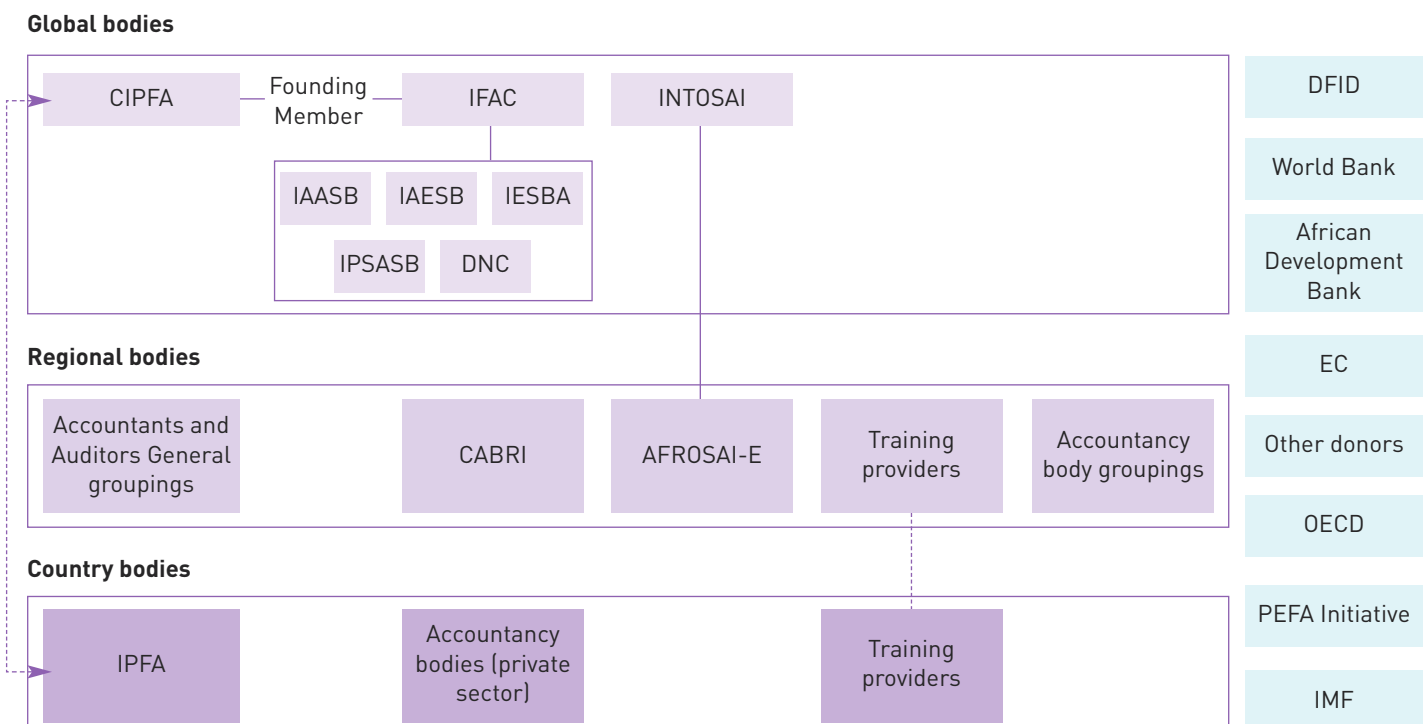 Global bodies
CIPFA
Founding
Member
IFAC
INTOSAI
IAASB
IAESB
IESBA
IPSASB
DNC
Regional bodies
Accountants and
Auditors General
groupings
CABRI
AFROSAI-E
Training
providers
Accountancy
body groupings
Country bodies
IPFA
Accountancy
bodies (private
sector)
Training
providers
DFID
World Bank
African
Development
Bank
EC
Other donors
OECD
PEFA Initiative
IMF